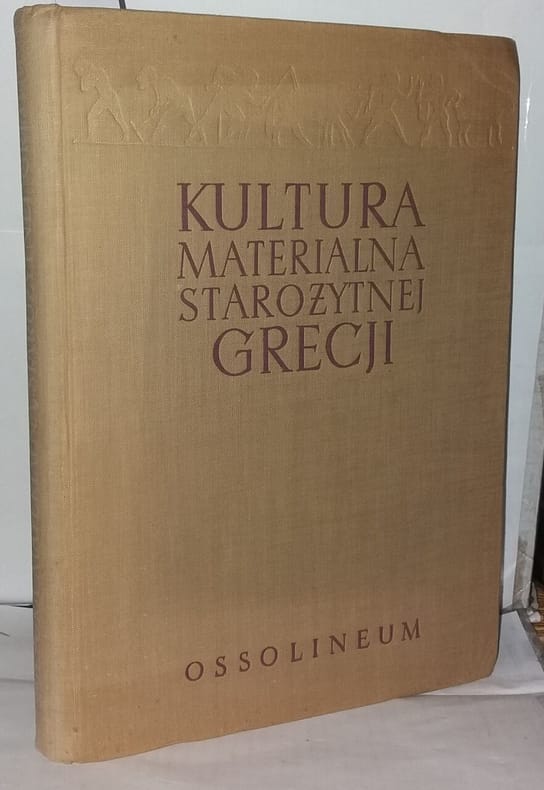 KULTURA
MATERIALNA
STAROŻYTNEJ
GRECJI
OSSOLINEUM